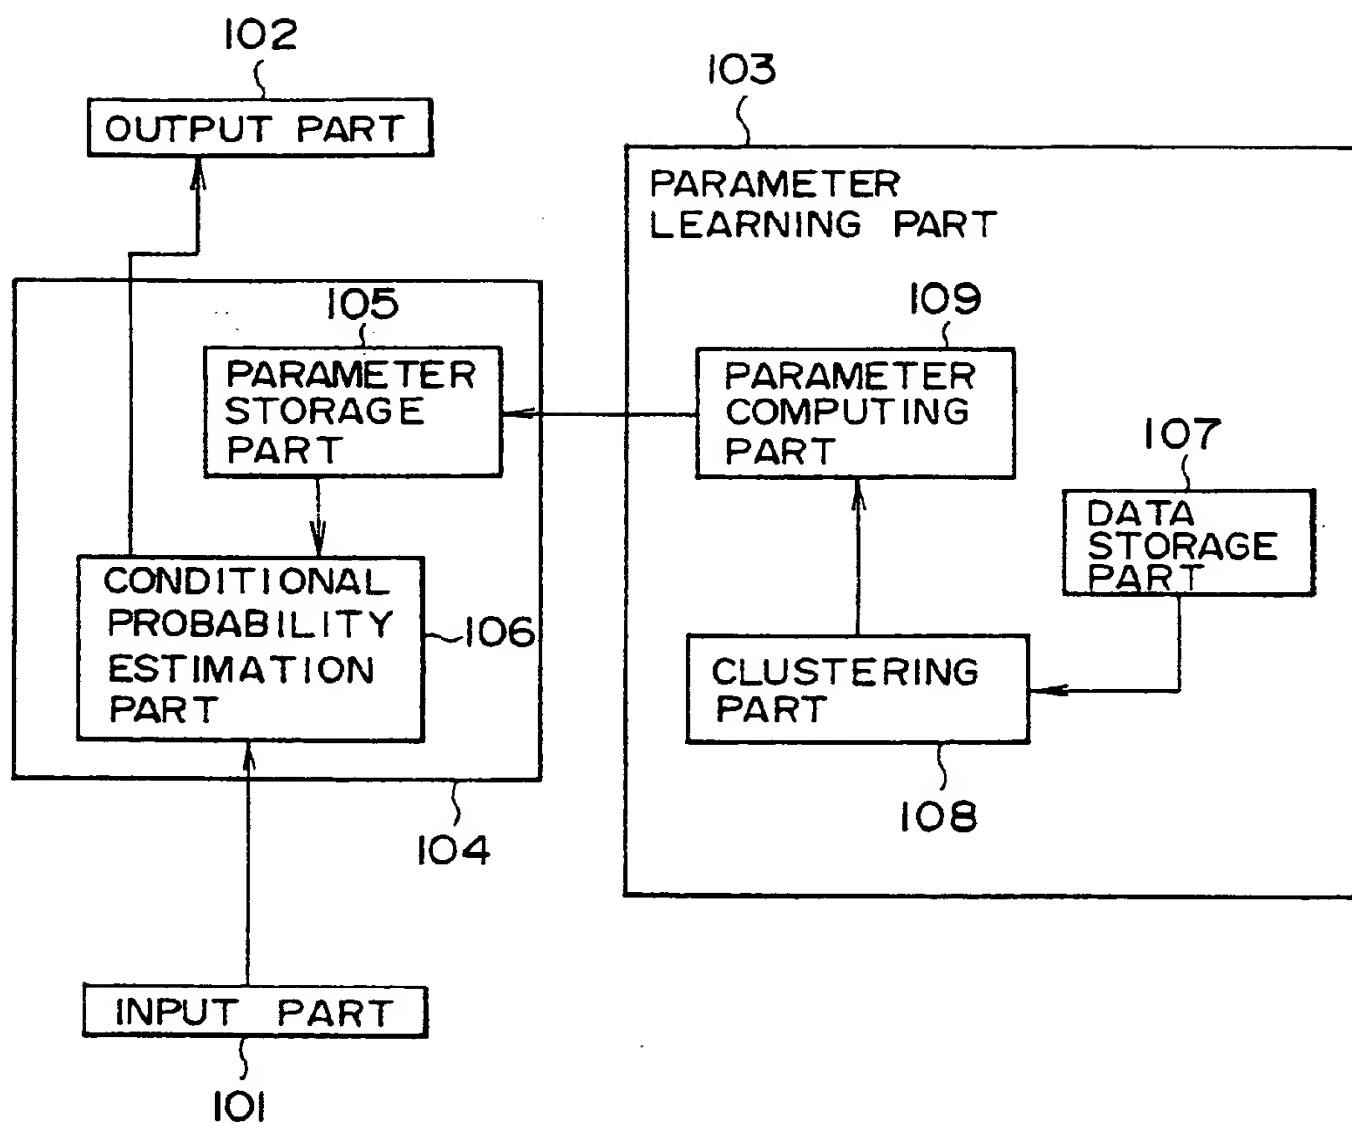 102
OUTPUT PART
103
PARAMETER
LEARNING PART
105
PARAMETER
STORAGE
PART
109
PARAMETER
COMPUTING
PART
107
DATA
STORAGE
PART
CONDITIONAL
PROBABILITY
ESTIMATION
PART
106
CLUSTERING
PART
108
104
INPUT PART
101